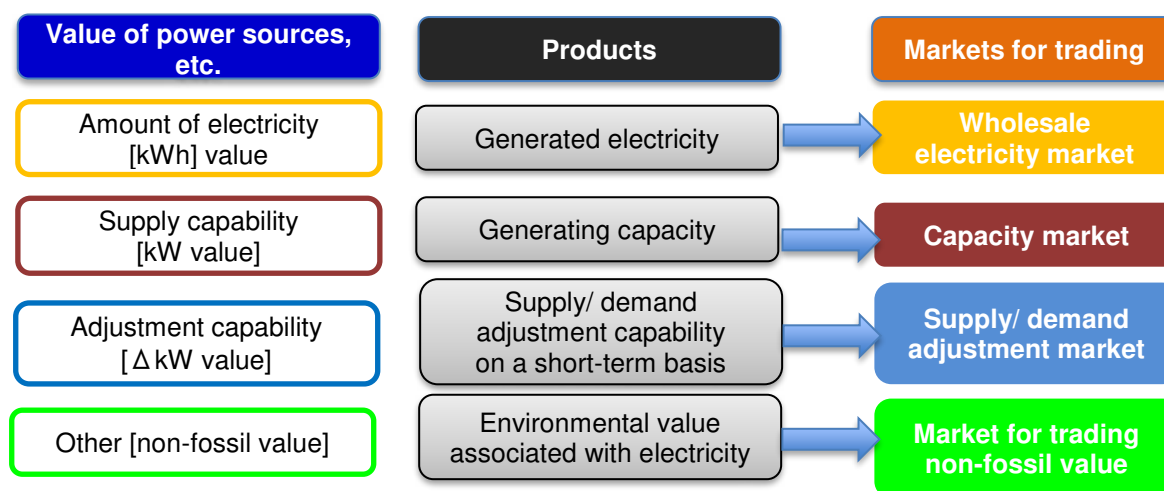 Value of power sources,
etc.
Products
Markets for trading
Amount of electricity
[kWh] value
Generated electricity
Wholesale
electricity market
Supply capability
[kW value]
Generating capacity
Capacity market
Adjustment capability
[ΔkW value]
Supply/ demand
adjustment capability
on a short-term basis
Supply/ demand
adjustment market
Other [non-fossil value]
Environmental value
associated with electricity
Market for trading
non-fossil value